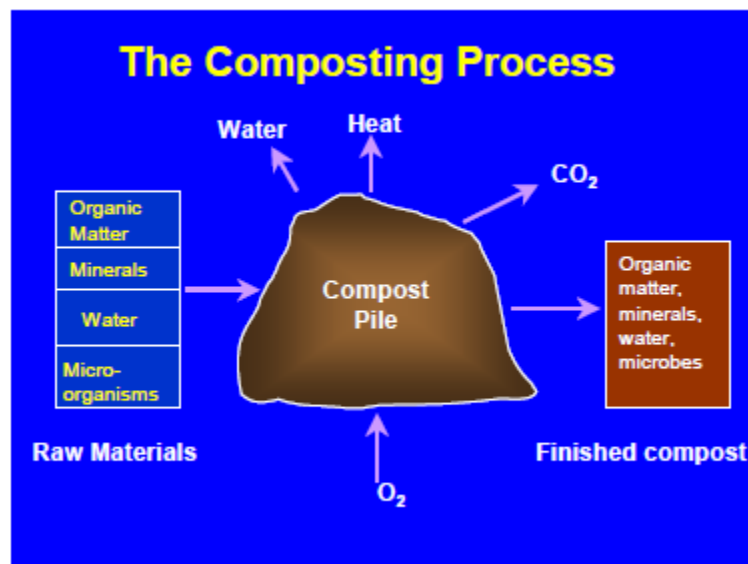 The Composting Process
Water
Heat
CO₂
Organic
Matter
Minerals
Water
Micro-
organisms
Compost
Pile
Organic
matter,
minerals,
water,
microbes
Raw Materials
Finished compost
O₂